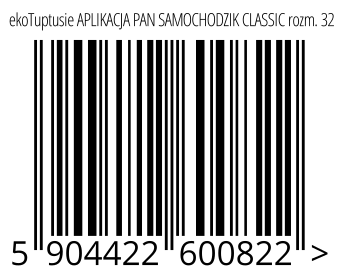 ekoTuptusie APLIKACJA PAN SAMOCHODZIK CLASSIC rozm. 32
5 904422 600822 >